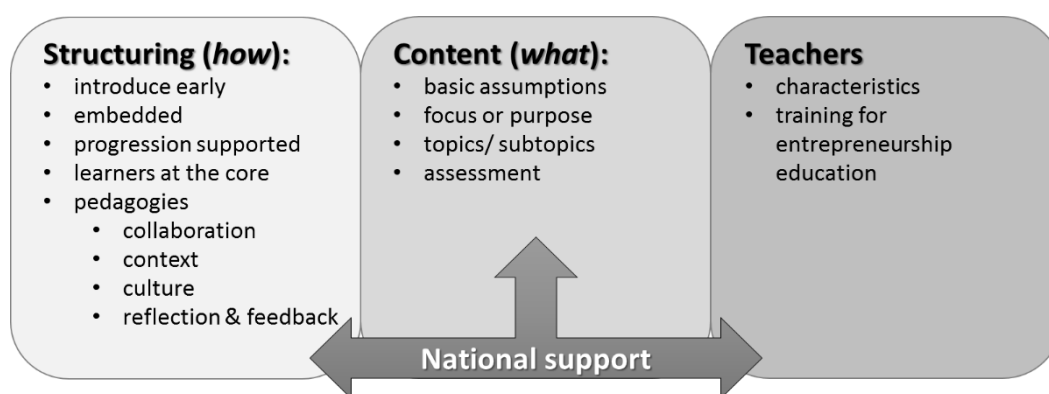 Structuring (how):
• introduce early
• embedded
• progression supported
• learners at the core
• pedagogies
• collaboration
• context
• culture
• reflection & feedback
Content (what):
• basic assumptions
• focus or purpose
• topics/ subtopics
• assessment
Teachers
• characteristics
• training for
entrepreneurship
education
National support